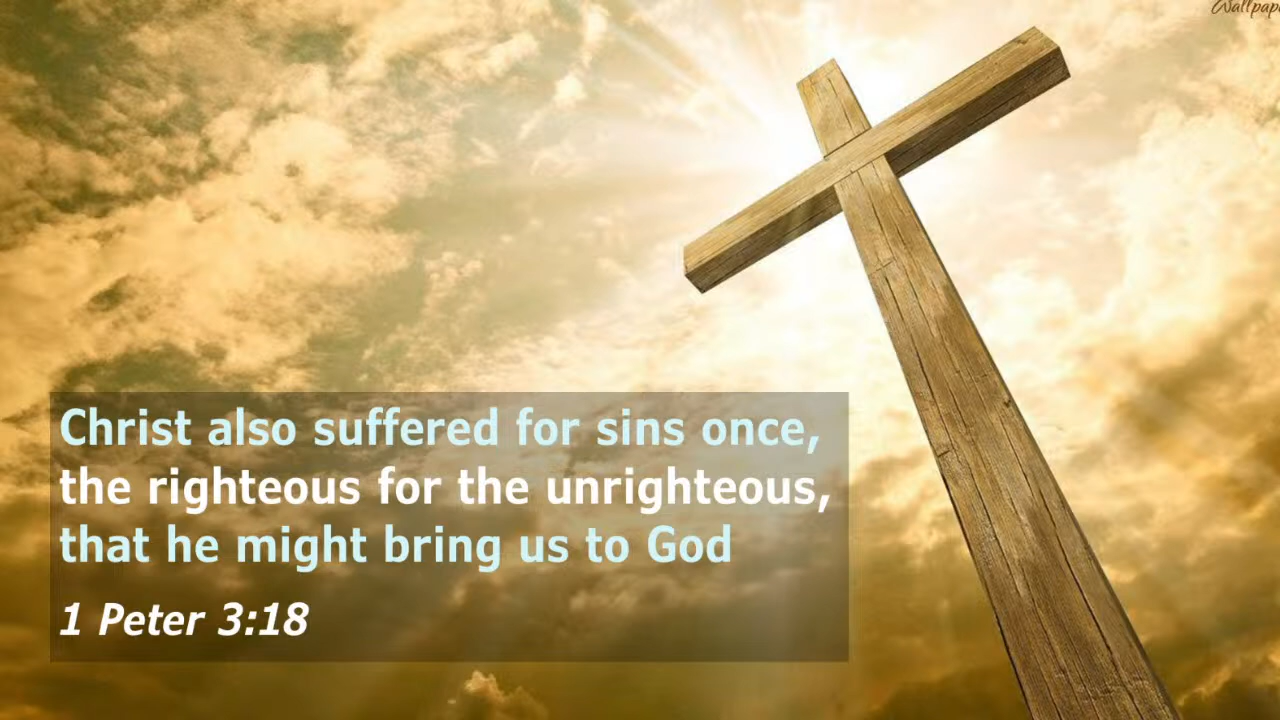 Christ also suffered for sins once,
the righteous for the unrighteous,
that he might bring us to God
1 Peter 3:18